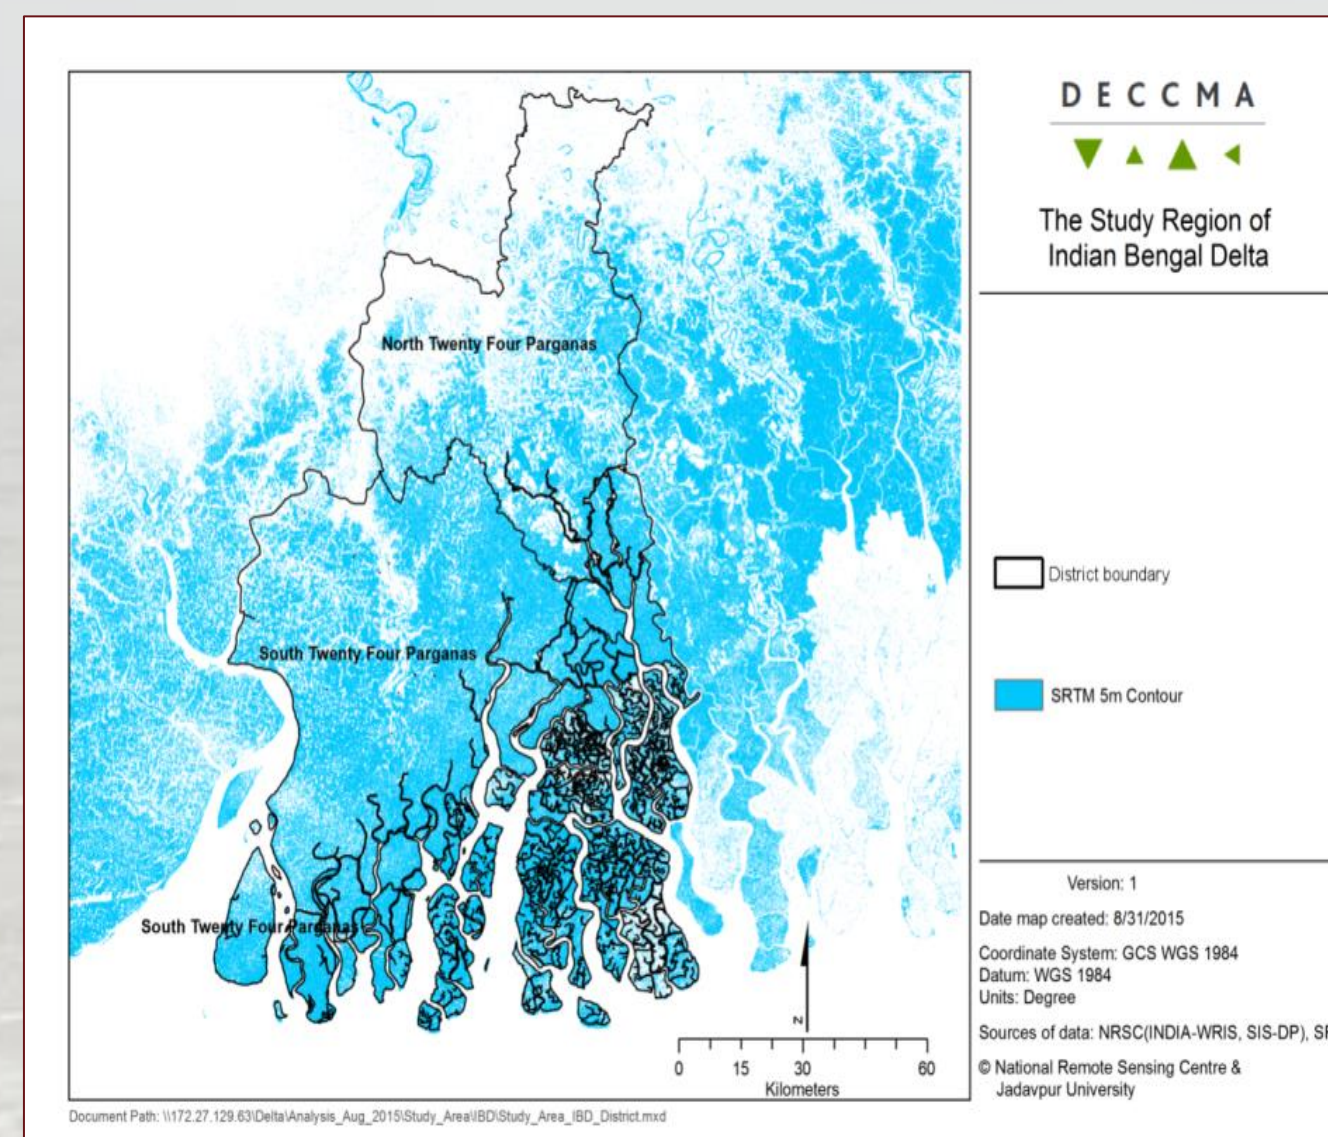 DECCMA
The Study Region of
Indian Bengal Delta
North Twenty Four Parganas
District boundary
South Twenty Four Parganas
SRTM 5m Contour
South Twenty Four Parganas
Version: 1
Date map created: 8/31/2015
Coordinate System: GCS WGS 1984
Datum: WGS 1984
Units: Degree
N
Sources of data: NRSC(INDIA-WRIS, SIS-DP),
0 15 30 60
Kilometers
© National Remote Sensing Centre &
Jadavpur University
Document Path: \\172.27.129.63\Delta\Analysis_Aug_2015\Study_Area\IBD\Study_Area_IBD_District.mxd